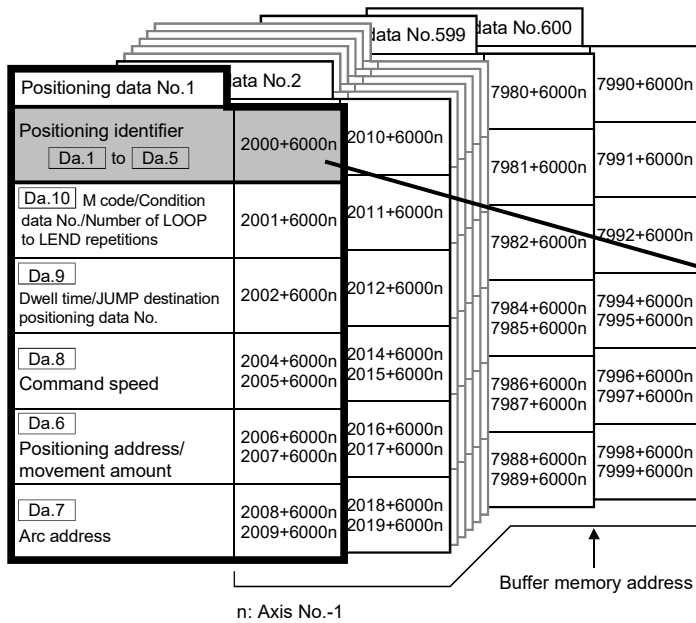 data No.600
data No.599
data No.2
Positioning data No.1
Positioning identifier
Da.1 to Da.5
2000+6000n
2010+6000n
7980+6000n
7990+6000n
Da.10 M code/Condition
data No./Number of LOOP
to LEND repetitions
2001+6000n
2011+6000n
7981+6000n
7991+6000n
Da.9
Dwell time/JUMP destination
positioning data No.
2002+6000n
2012+6000n
7982+6000n
7992+6000n
Da.8
Command speed
2004+6000n
2005+6000n
2014+6000n
2015+6000n
7984+6000n
7985+6000n
7994+6000n
7995+6000n
Da.6
Positioning address/
movement amount
2006+6000n
2007+6000n
2016+6000n
2017+6000n
7986+6000n
7987+6000n
7996+6000n
7997+6000n
Da.7
Arc address
2008+6000n
2009+6000n
2018+6000n
2019+6000n
7988+6000n
7989+6000n
7998+6000n
7999+6000n
Buffer memory address
n: Axis No.-1